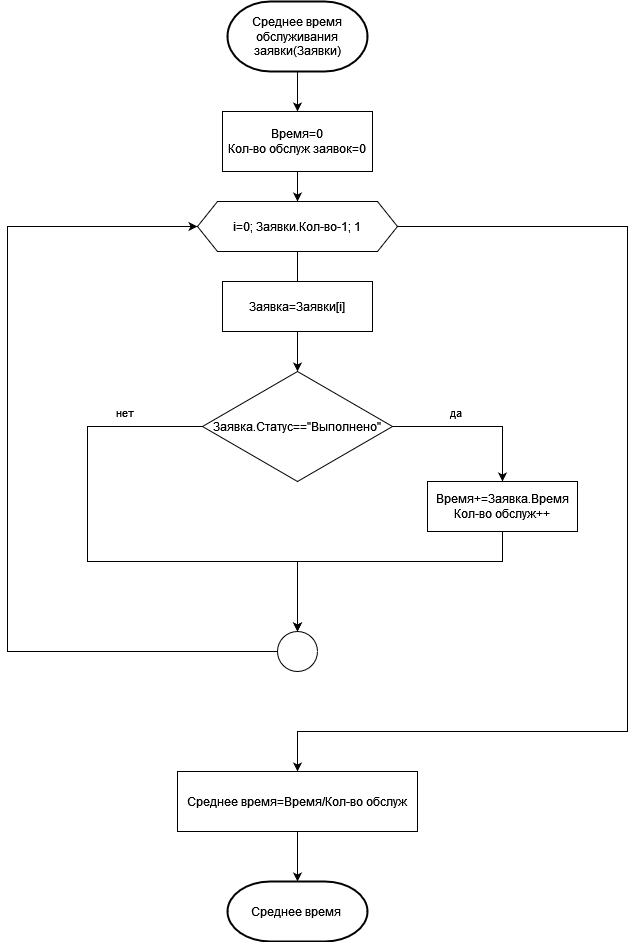 Среднее время
обслуживания
заявки(Заявки)
Время=0
Кол-во обслуж заявок=0
i=0; Заявки.Кол-во-1; 1
Заявка=Заявки[i]
нет
Заявка.Статус=="Выполнено"
да
Время+=Заявка.Время
Кол-во обслуж++
Среднее время=Время/Кол-во обслуж
Среднее время